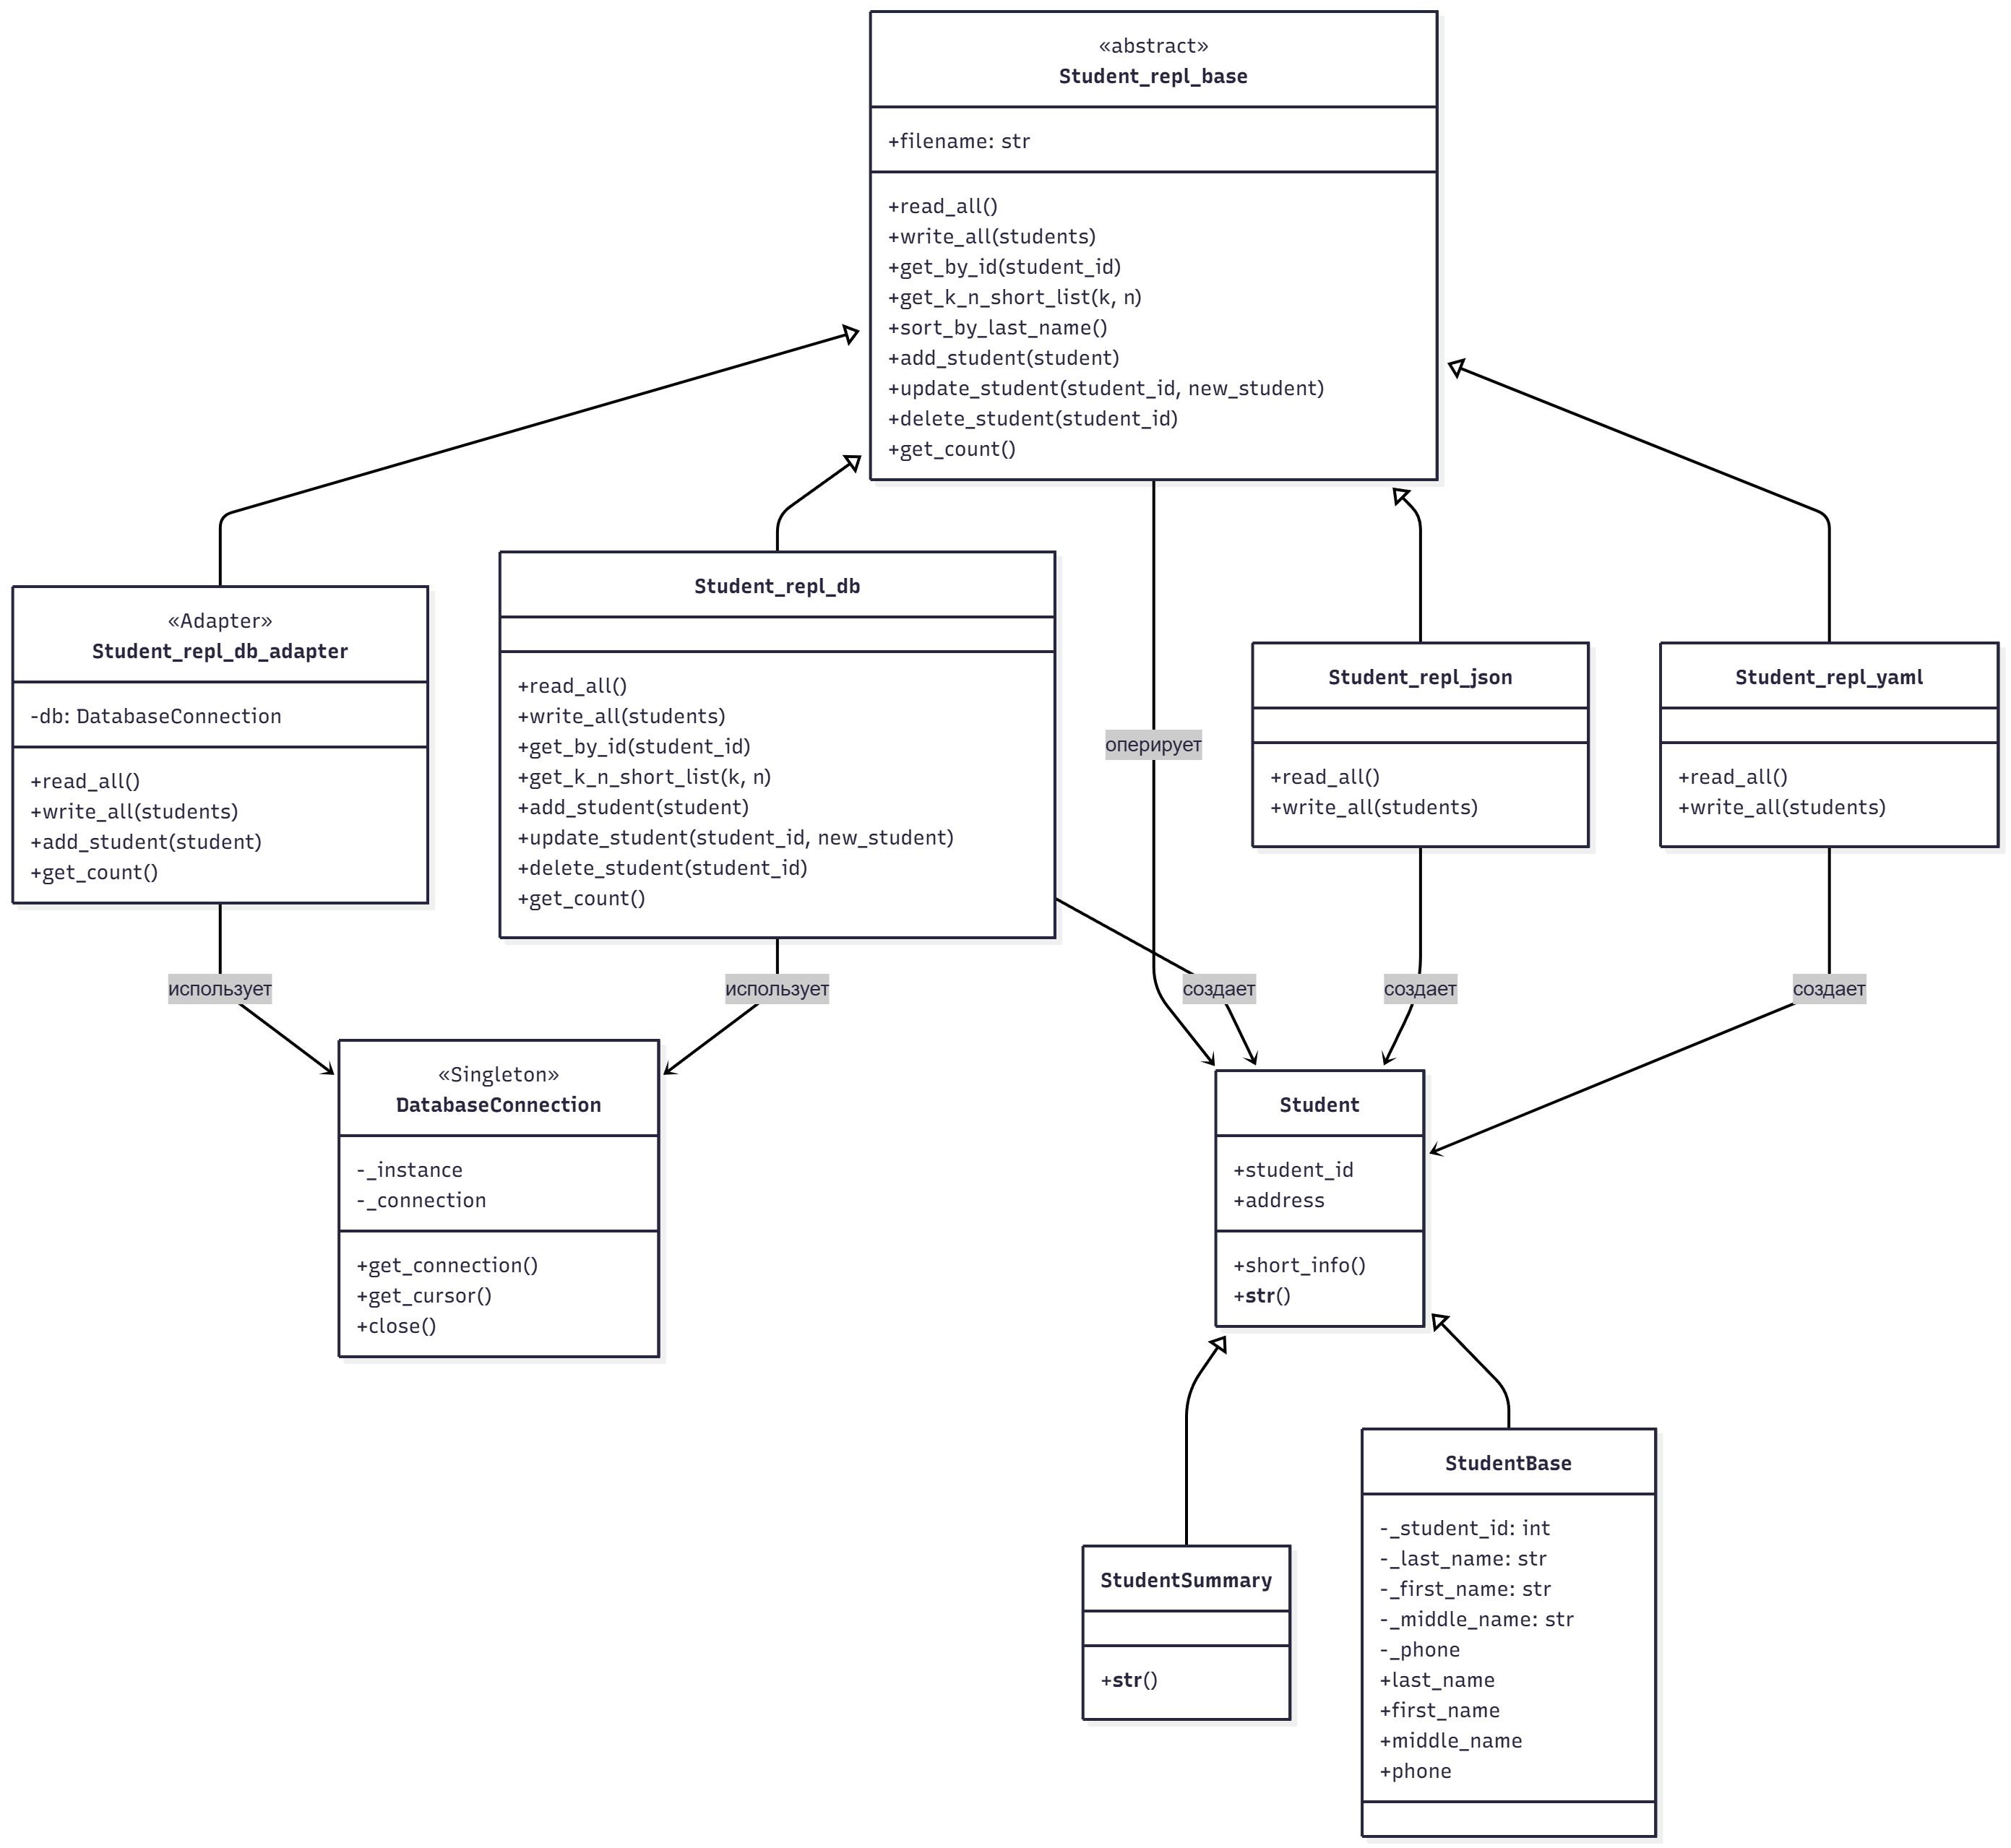 «abstract»
Student_repl_base
+filename: str
+read_all()
+write_all(students)
+get_by_id(student_id)
+get_k_n_short_list(k, n)
+sort_by_last_name()
+add_student(student)
+update_student(student_id, new_student)
+delete_student(student_id)
+get_count()
«Adapter»
Student_repl_db_adapter
-db: DatabaseConnection
+read_all()
+write_all(students)
+add_student(student)
+get_count()
Student_repl_db
+read_all()
+write_all(students)
+get_by_id(student_id)
+get_k_n_short_list(k, n)
+add_student(student)
+update_student(student_id, new_student)
+delete_student(student_id)
+get_count()
оперирует
Student_repl_json
+read_all()
+write_all(students)
Student_repl_yaml
+read_all()
+write_all(students)
использует
использует
создает
создает
создает
«Singleton»
DatabaseConnection
-_instance
-_connection
+get_connection()
+get_cursor()
+close()
Student
+student_id
+address
+short_info()
+str()
StudentSummary
+str()
StudentBase
-_student_id: int
-_last_name: str
-_first_name: str
-_middle_name: str
-_phone
+last_name
+first_name
+middle_name
+phone